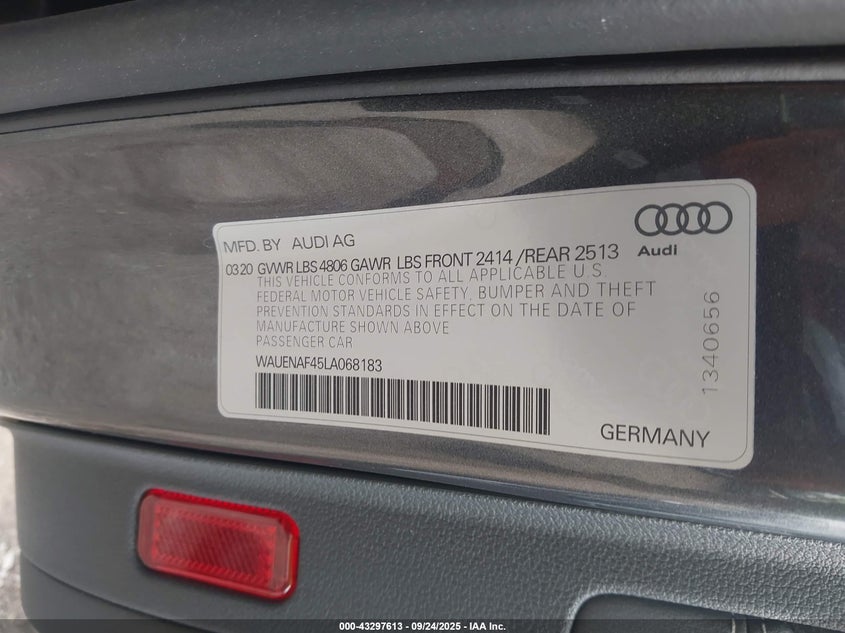 MFD. BY AUDI AG
Audi
03.20 GVWR LBS 4806 GAWR LBS FRONT 2414 /REAR 2513
THIS VEHICLE CONFORMS TO ALL APPLICABLE U.S.
FEDERAL MOTOR VEHICLE SAFETY, BUMPER AND THEFT
PREVENTION STANDARDS IN EFFECT ON THE DATE OF
MANUFACTURE SHOWN ABOVE
PASSENGER CAR
WAUENAF45LA068183
1340656
GERMANY
000-43297613 - 09/24/2025 - IAA Inc.